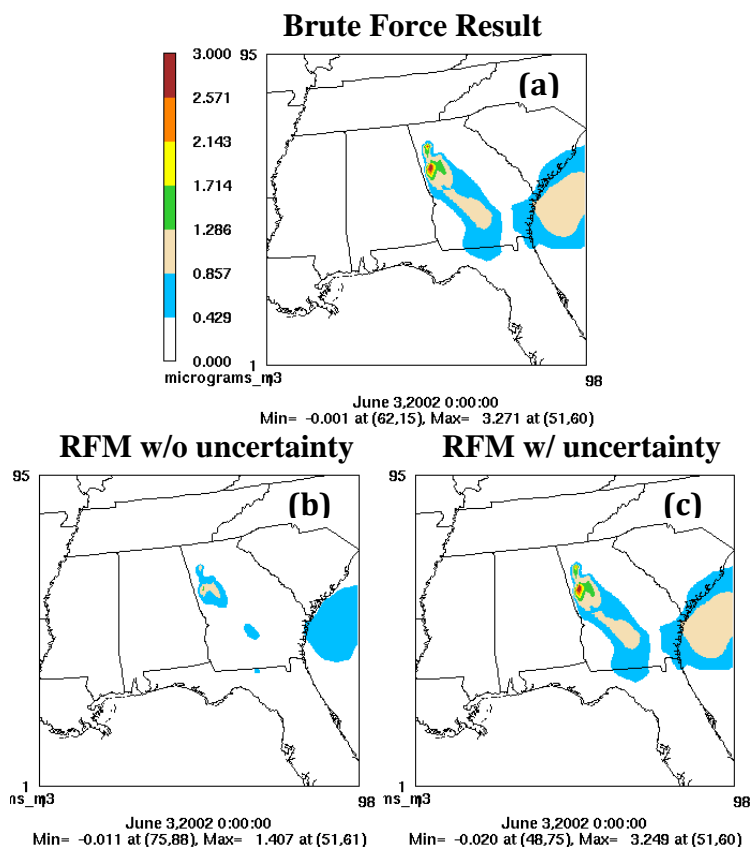 Brute Force Result
3.000
2.571
2.143
1.714
1.286
0.857
0.429
0.000
micrograms_m3
95
(a)
1
1
98
June 3,2002 0:00:00
Min= -0.001 at (62,15), Max= 3.271 at (51,60)
RFM w/o uncertainty
95
(b)
1
98
ns_m3
June 3,2002 0:00:00
Min= -0.011 at (75,88), Max= 1.407 at (51,61)
RFM w/ uncertainty
95
(c)
1
98
ms_m3
June 3,2002 0:00:00
Min= -0.020 at (48,75), Max= 3.249 at (51,60)